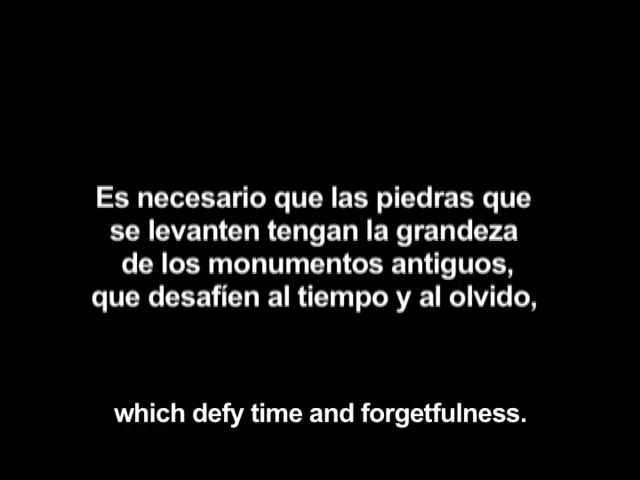 Es necesario que las piedras que
se levanten tengan la grandeza
de los monumentos antiguos,
que desafíen al tiempo y al olvido,
which defy time and forgetfulness.